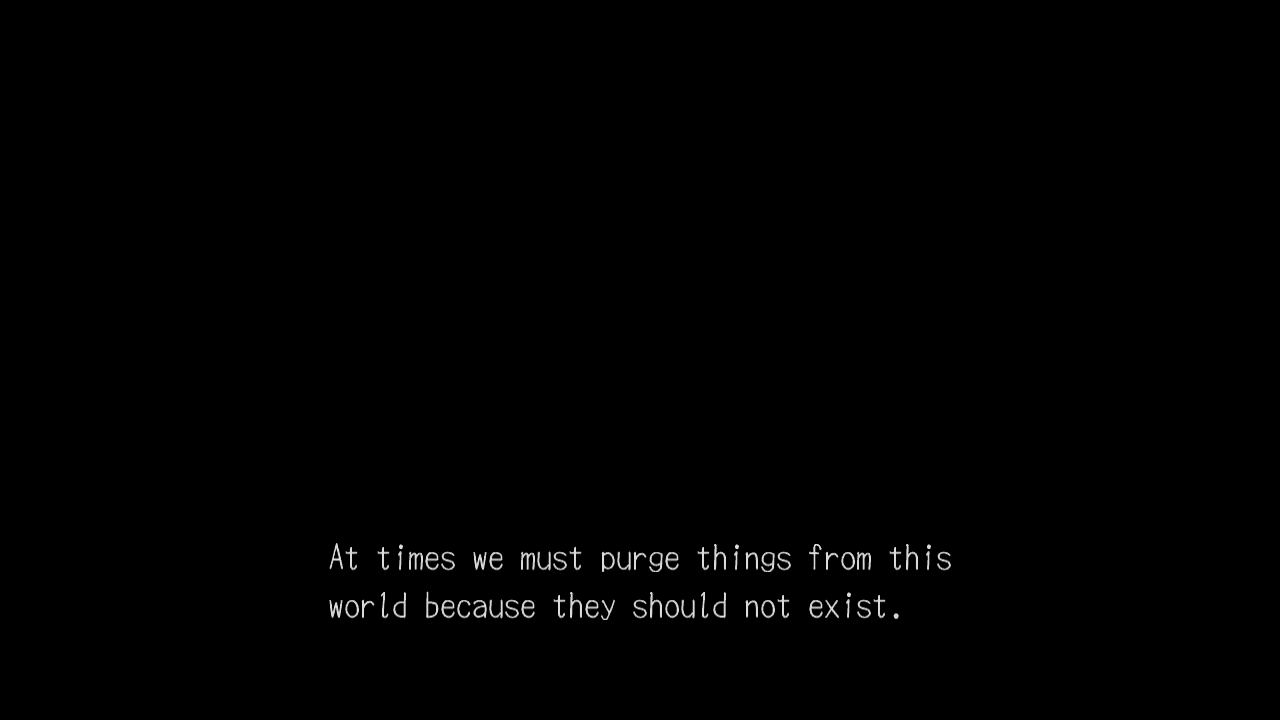 At times we must purge things from this
world because they should not exist.